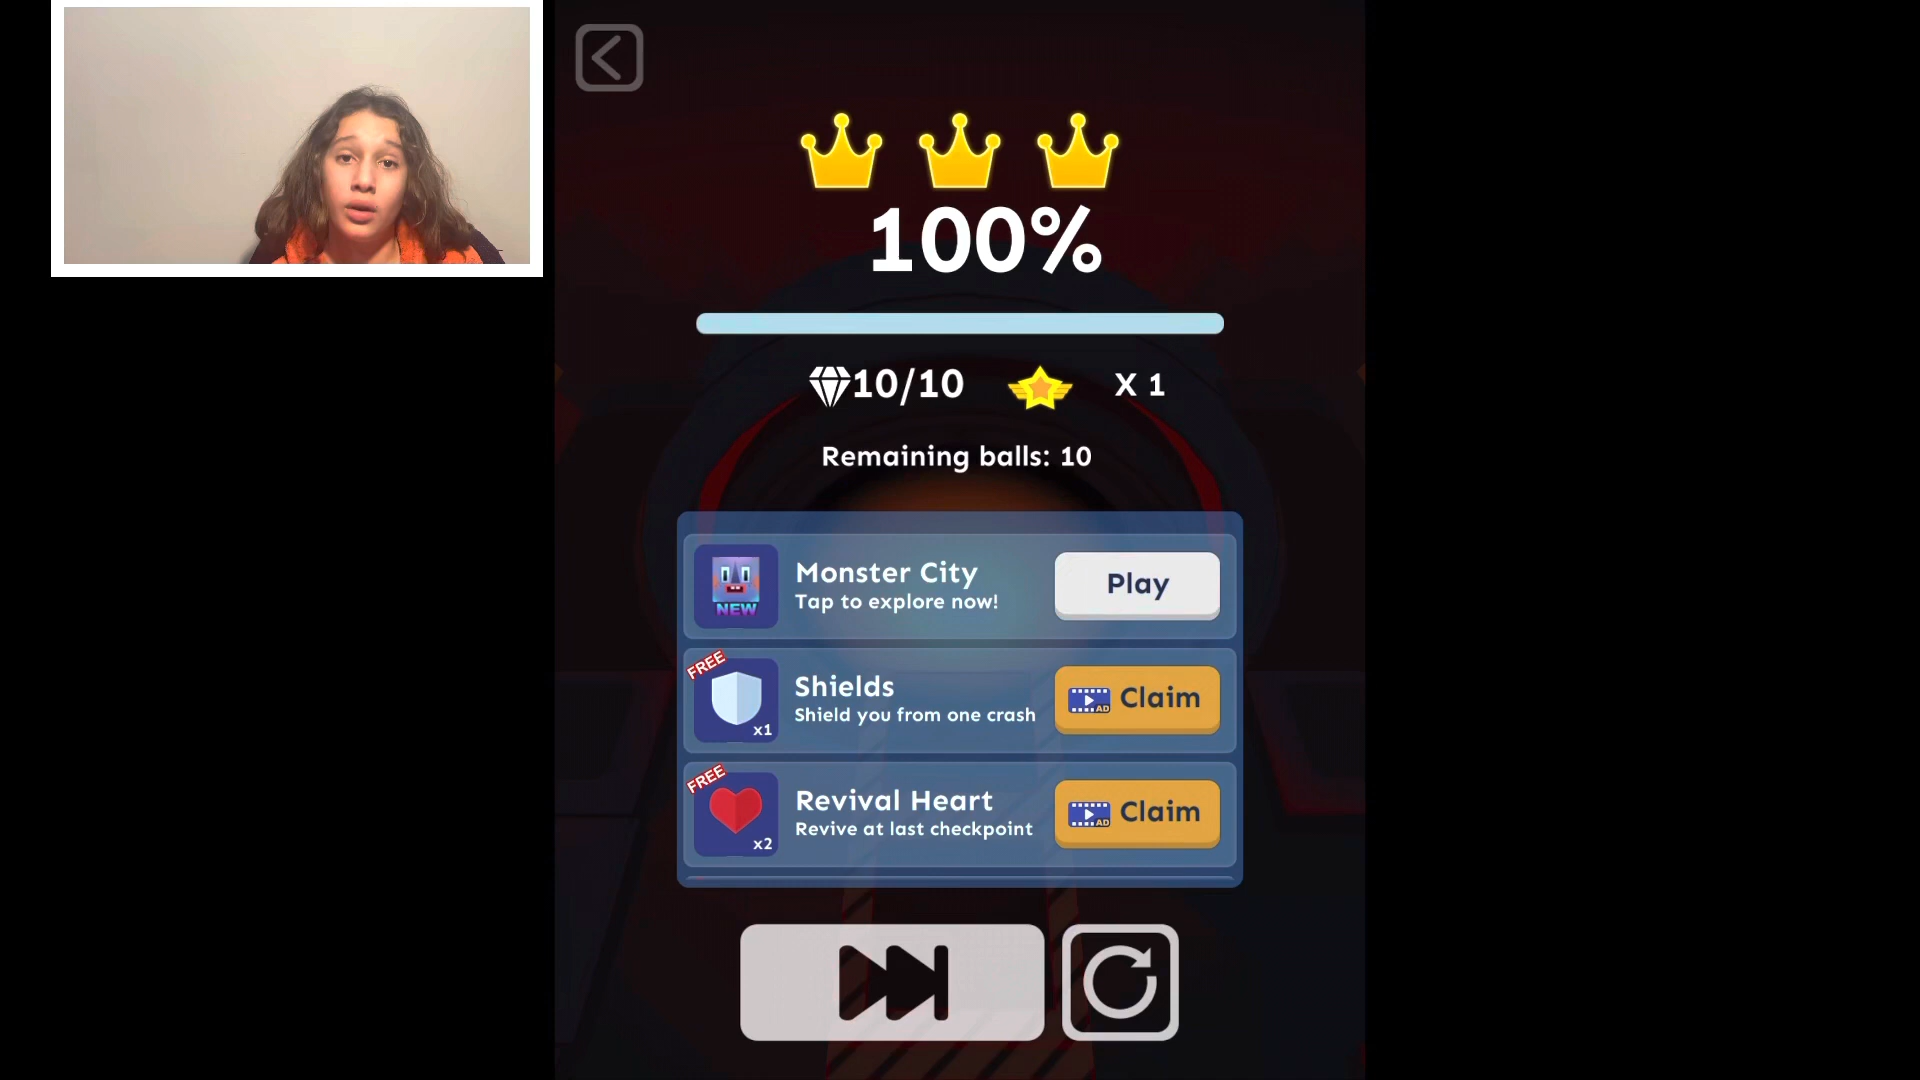 100%
10/10
X 1
Remaining balls: 10
NEW
Monster City
Tap to explore now!
Play
FREE
x1
Shields
Shield you from one crash
AD
Claim
FREE
x2
Revival Heart
Revive at last checkpoint
AD
Claim